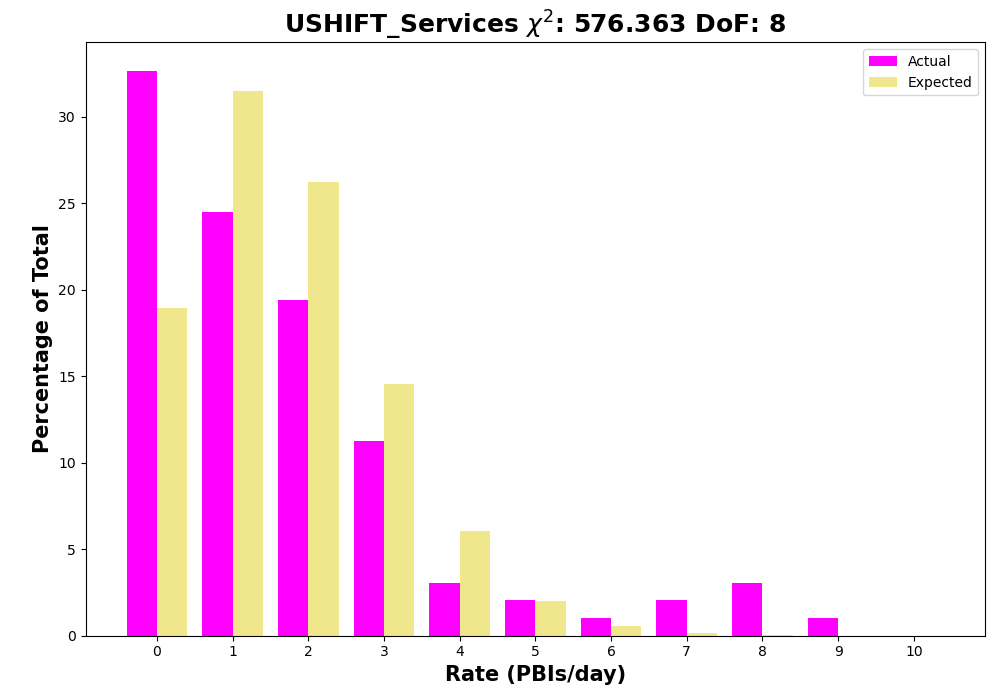 USHIFT_Services χ²: 576.363 DoF: 8
Actual
Expected
Percentage of Total
30
25
20
15
10
5
0
0 1 2 3 4 5 6 7 8 9 10
Rate (PBIs/day)